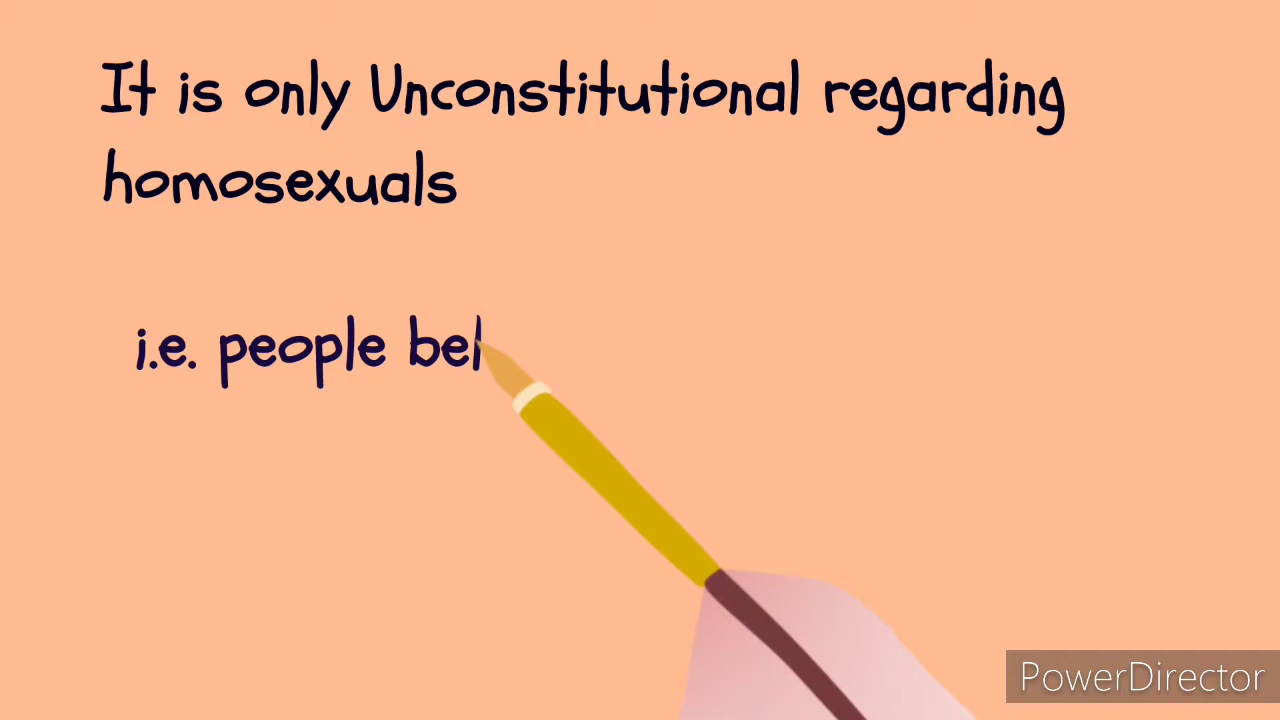 It is only Unconstitutional regarding
homosexuals
i.e. people bel
PowerDirector